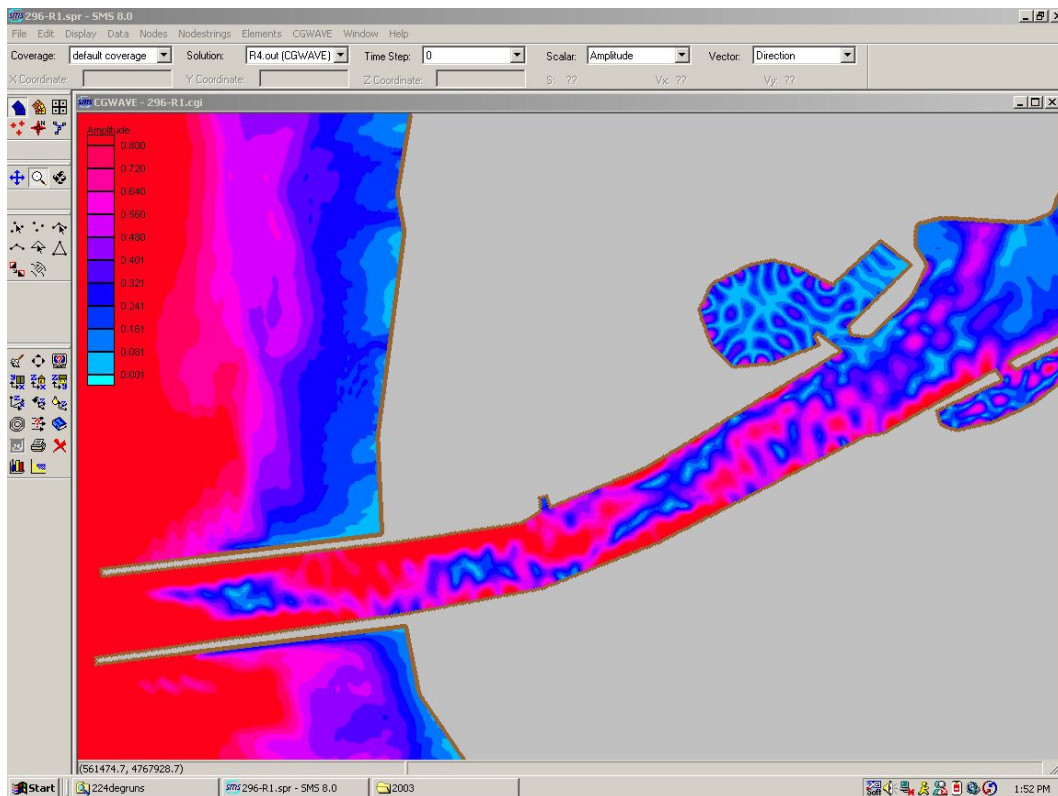 296-R1.spr - SMS 8.0
File Edit Display Data Nodes Nodestrings Elements CGWAVE Window Help
Coverage: default coverage Solution: R4.out (CGWAVE) Time Step: 0 Scalar: Amplitude Vector: Direction
X Coordinate: Y Coordinate: Z Coordinate: S: ?? Vx: ?? Vy: ??
CGWAVE - 296-R1.cgi
Amplitude
0.800
0.720
0.640
0.560
0.480
0.401
0.321
0.241
0.161
0.081
0.001
(561474.7, 4767928.7)
Start 224degruns sms 296-R1.spr - SMS 8.0 2003 1:52 PM